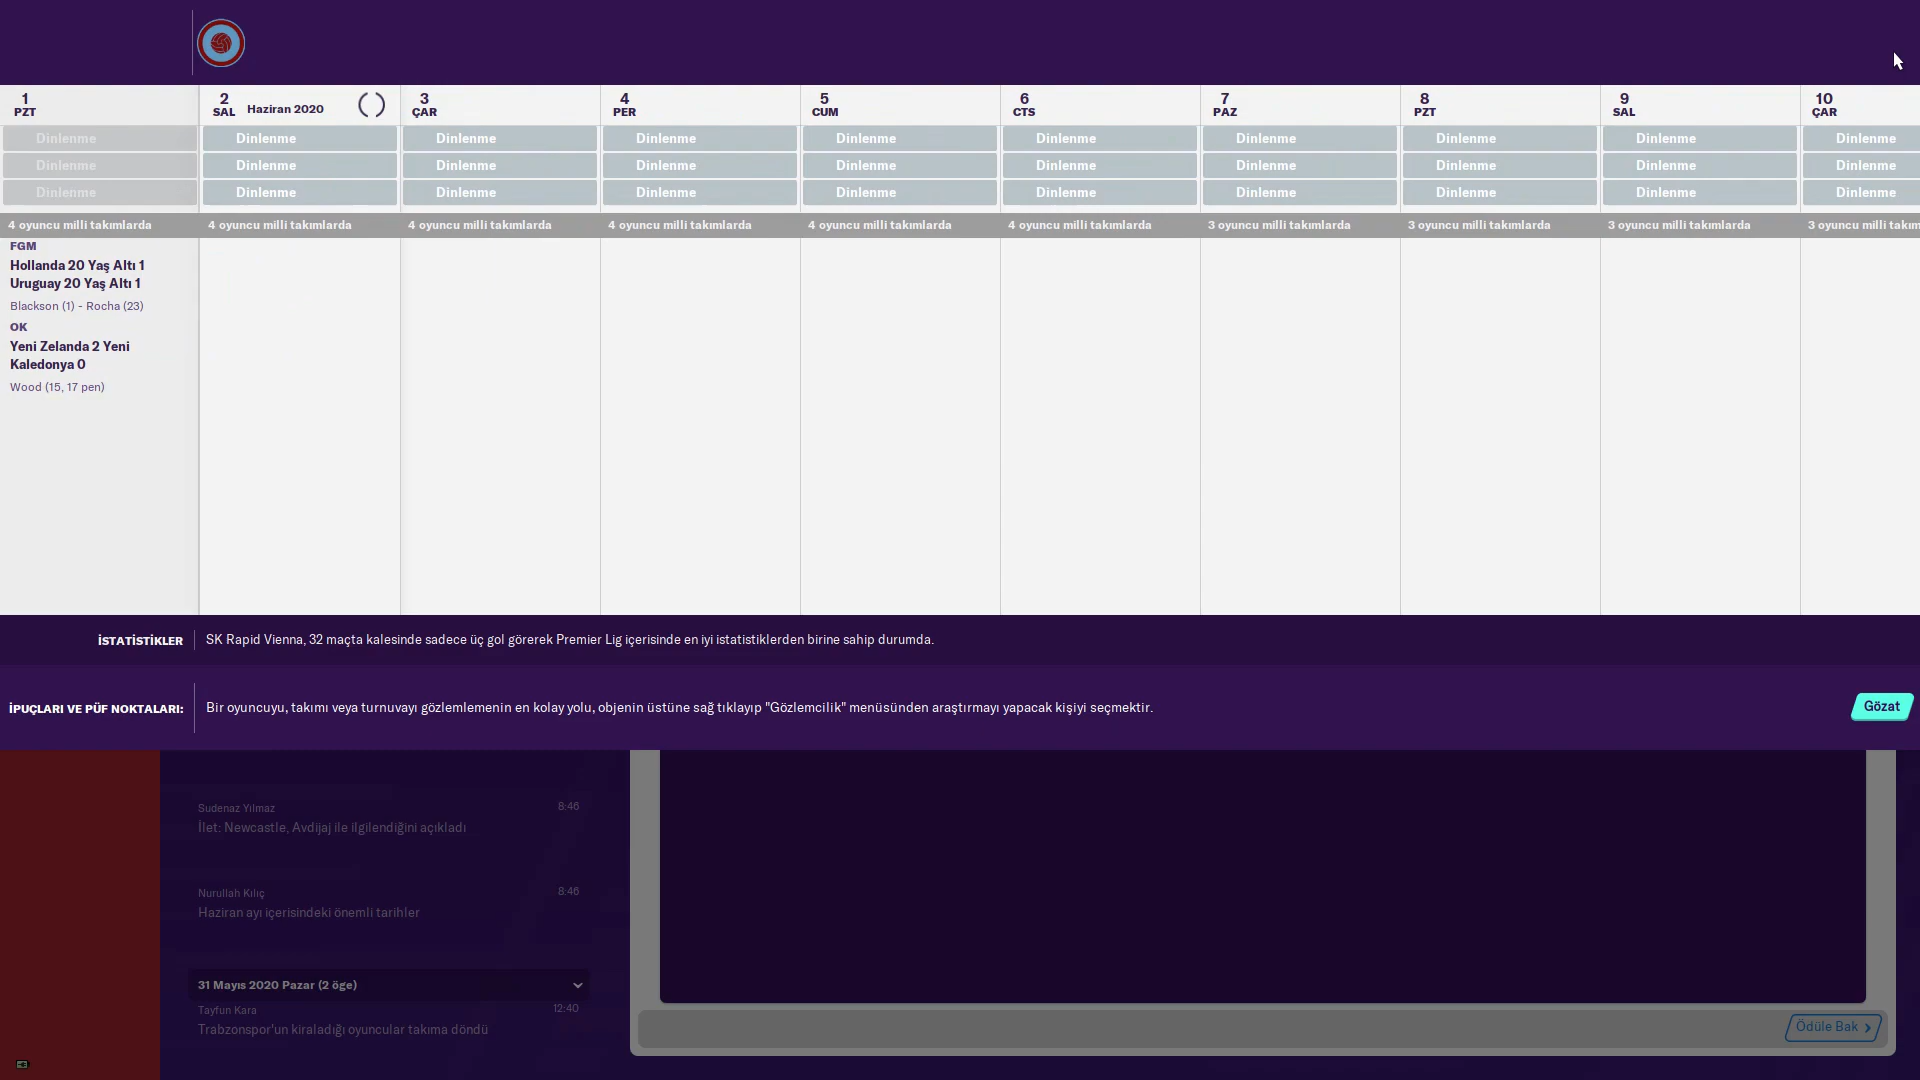 1
PZT
2
SAL
Haziran 2020
3
ÇAR
4
PER
5
CUM
6
CTS
7
PAZ
8
PZT
9
SAL
10
ÇAR
Dinlenme Dinlenme Dinlenme Dinlenme Dinlenme Dinlenme Dinlenme Dinlenme Dinlenme Dinlenme
Dinlenme Dinlenme Dinlenme Dinlenme Dinlenme Dinlenme Dinlenme Dinlenme Dinlenme Dinlenme
Dinlenme Dinlenme Dinlenme Dinlenme Dinlenme Dinlenme Dinlenme Dinlenme Dinlenme Dinlenme
4 oyuncu milli takımlarda 4 oyuncu milli takımlarda 4 oyuncu milli takımlarda 4 oyuncu milli takımlarda 4 oyuncu milli takımlarda 4 oyuncu milli takımlarda 3 oyuncu milli takımlarda 3 oyuncu milli takımlarda 3 oyuncu milli takımlarda 3 oyuncu milli takım
FGM
Hollanda 20 Yaş Altı 1
Uruguay 20 Yaş Altı 1
Blackson (1) - Rocha (23)
OK
Yeni Zelanda 2 Yeni
Kaledonya 0
Wood (15, 17 pen)
İSTATİSTİKLER
SK Rapid Vienna, 32 maçta kalesinde sadece üç gol görerek Premier Lig içerisinde en iyi istatistiklerden birine sahip durumda.
İPUÇLARI VE PÜF NOKTALARI:
Bir oyuncuyu, takımı veya turnuvayı gözlemlemenin en kolay yolu, objenin üstüne sağ tıklayıp "Gözlemcilik" menüsünden araştırmayı yapacak kişiyi seçmektir.
Gözat
Sudenaz Yılmaz 8:46
İlet: Newcastle, Avdijaj ile ilgilendiğini açıkladı
Nurullah Kılıç 8:46
Haziran ayı içerisindeki önemli tarihler
31 Mayıs 2020 Pazar (2 öge)
Tayfun Kara 12:40
Trabzonspor'un kiraladığı oyuncular takıma döndü
Ödüle Bak